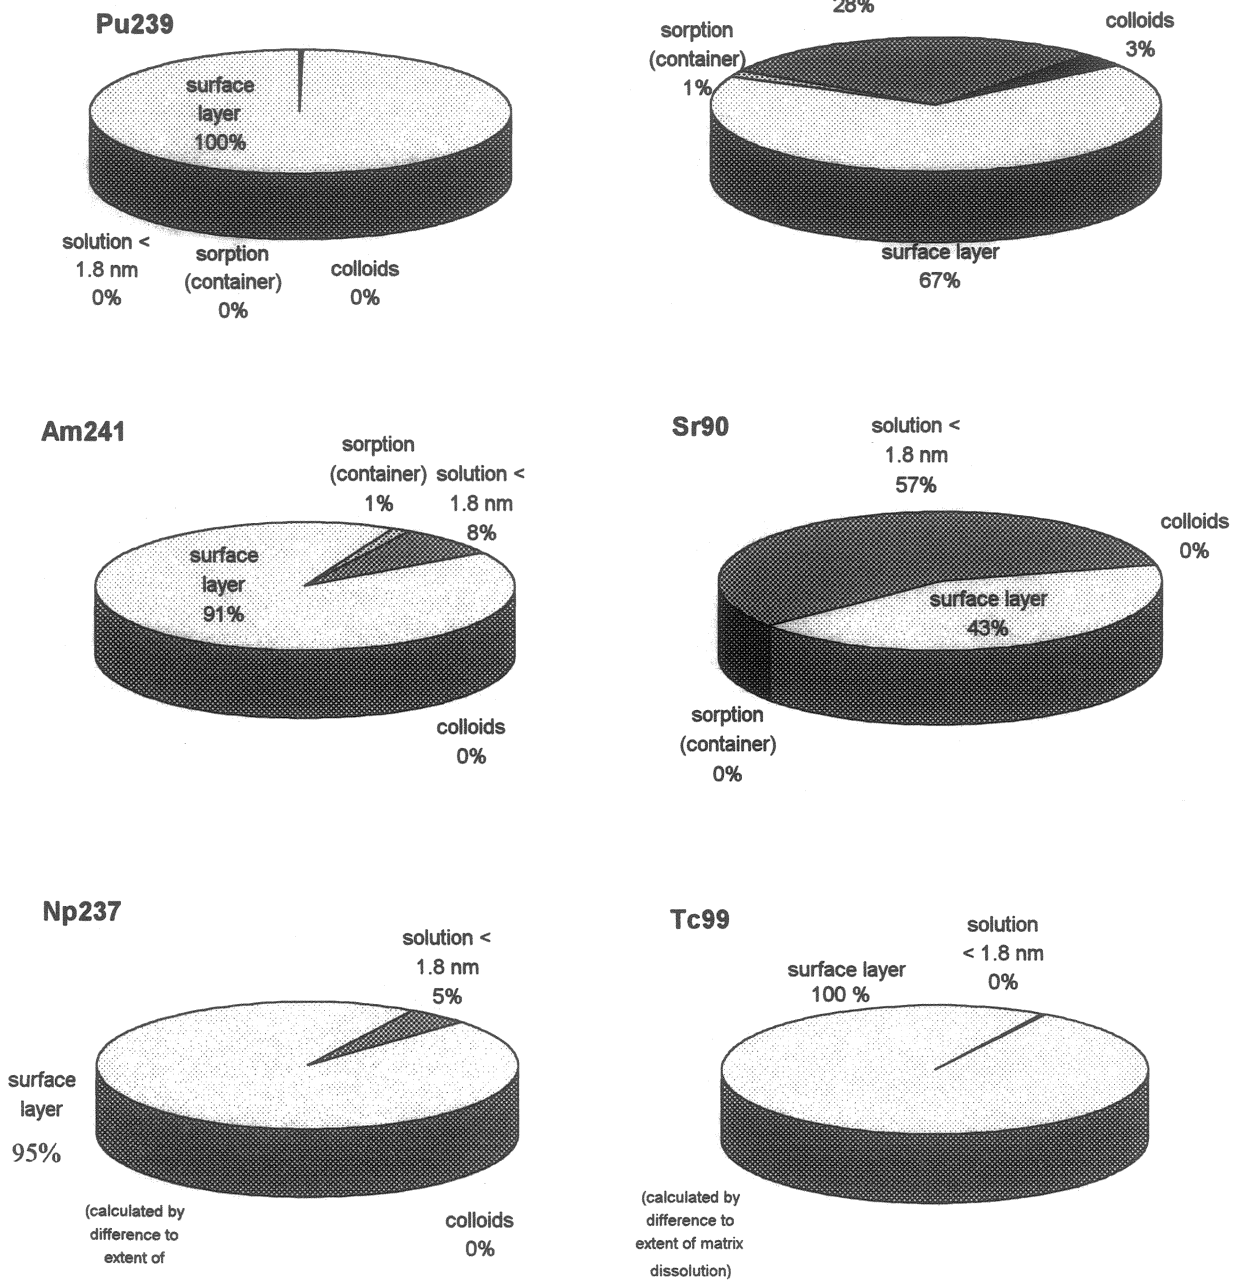 Pu239
surface
layer
100%
solution <
1.8 nm
0%
sorption
(container)
0%
colloids
0%
28%
sorption
(container)
1%
colloids
3%
surface layer
67%
Am241
sorption
(container)
1%
solution <
1.8 nm
8%
surface
layer
91%
colloids
0%
Sr90
solution <
1.8 nm
57%
colloids
0%
surface layer
43%
sorption
(container)
0%
Np237
solution <
1.8 nm
5%
surface
layer
95%
(calculated by
difference to
extent of
colloids
0%
Tc99
solution
< 1.8 nm
0%
surface layer
100 %
(calculated by
difference to
extent of matrix
dissolution)